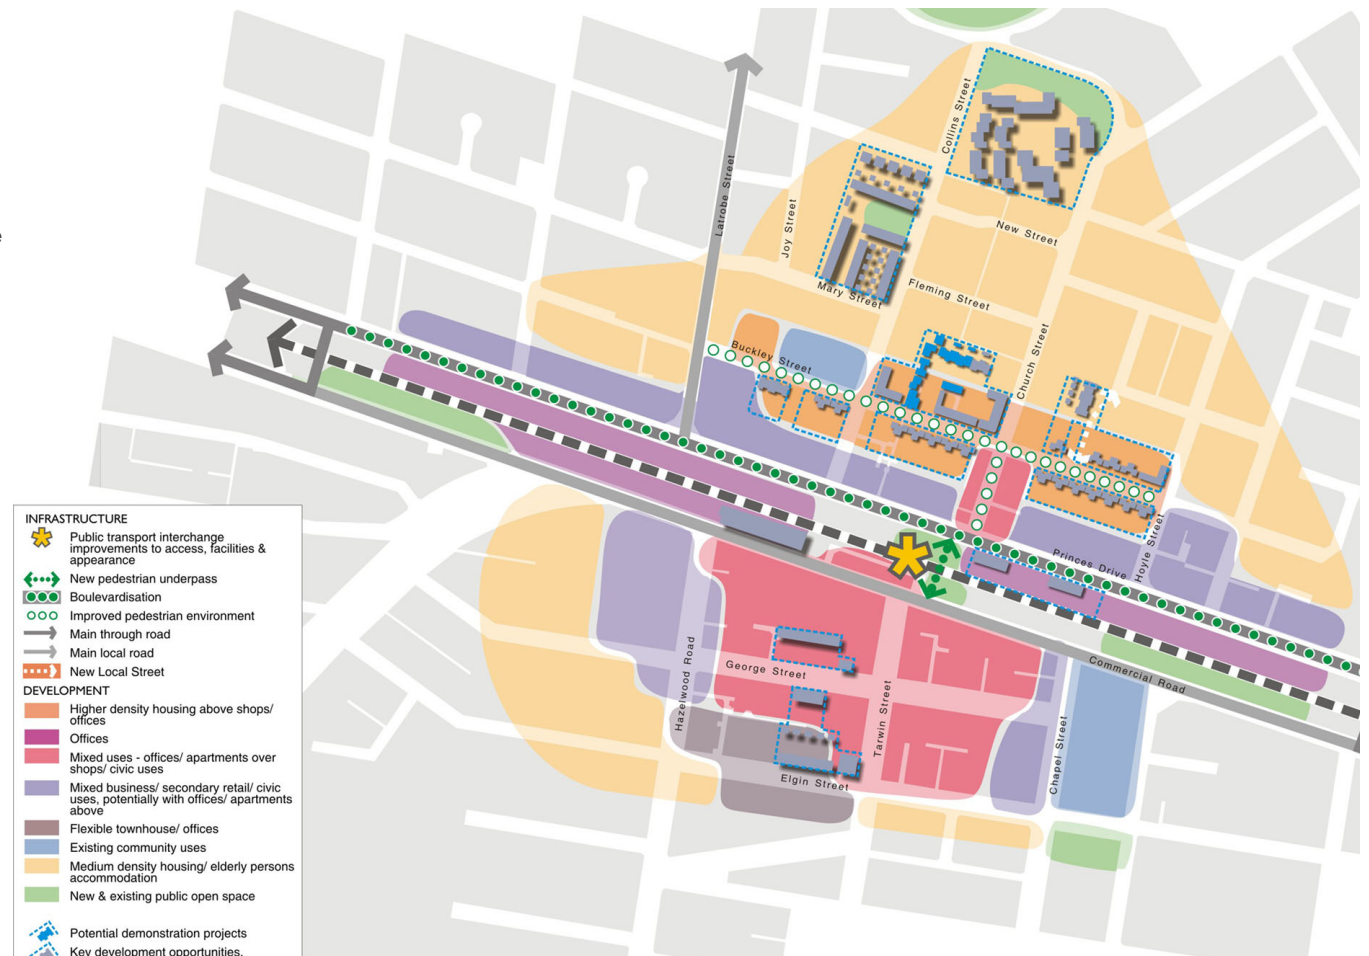 e
Collins Street
Latrobe Street
Joy Street
New Street
Mary Street
Fleming Street
Buckley Street
Church Street
Princes Drive
Hoyle Street
Commercial Road
Hazelwood Road
George Street
Tarwin Street
Chapel Street
Elgin Street
INFRASTRUCTURE
Public transport interchange
improvements to access, facilities &
appearance
New pedestrian underpass
Boulevardisation
Improved pedestrian environment
Main through road
Main local road
New Local Street
DEVELOPMENT
Higher density housing above shops/
offices
Offices
Mixed uses - offices/ apartments over
shops/ civic uses
Mixed business/ secondary retail/ civic
uses, potentially with offices/ apartments
above
Flexible townhouse/ offices
Existing community uses
Medium density housing/ elderly persons
accommodation
New & existing public open space
Potential demonstration projects
Key development opportunities.